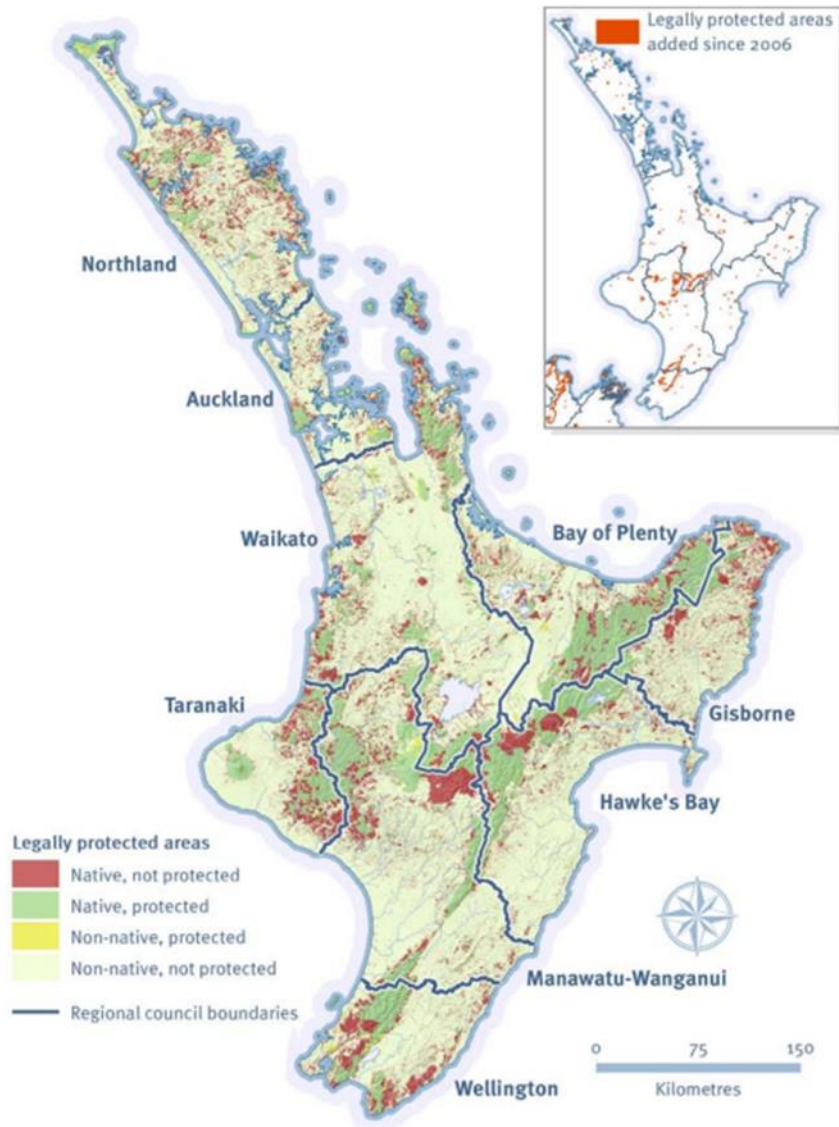 Legally protected areas
added since 2006
Northland
Auckland
Waikato
Bay of Plenty
Taranaki
Gisborne
Hawke's Bay
Legally protected areas
Native, not protected
Native, protected
Non-native, protected
Non-native, not protected
Regional council boundaries
Manawatu-Wanganui
0 75 150
Kilometres
Wellington